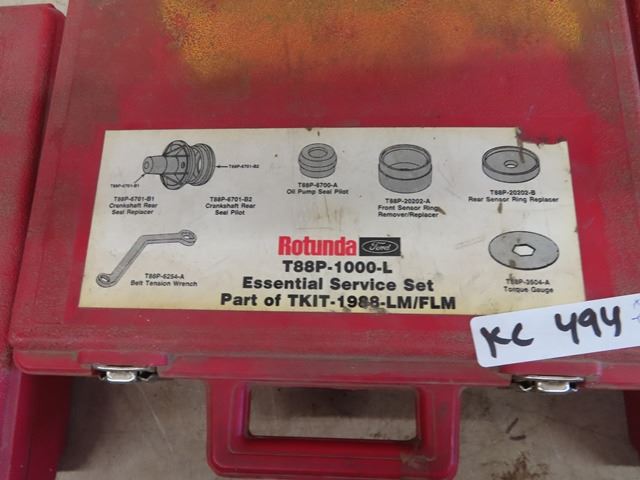 T88P-6701-B1
T88P-6701-B2
T88P-6701-B1
Crankshaft Rear
Seal Replacer
T88P-6701-B2
Crankshaft Rear
Seal Pilot
T88P-6700-A
Oil Pump Seal Pilot
T88P-20202-A
Front Sensor Ring
Remover/Replacer
T88P-20202-B
Rear Sensor Ring Replacer
T88P-6254-A
Belt Tension Wrench
Rotunda Ford
T88P-1000-L
Essential Service Set
Part of TKIT-1988-LM/FLM
T88P-3504-A
Torque Gauge
KC 494